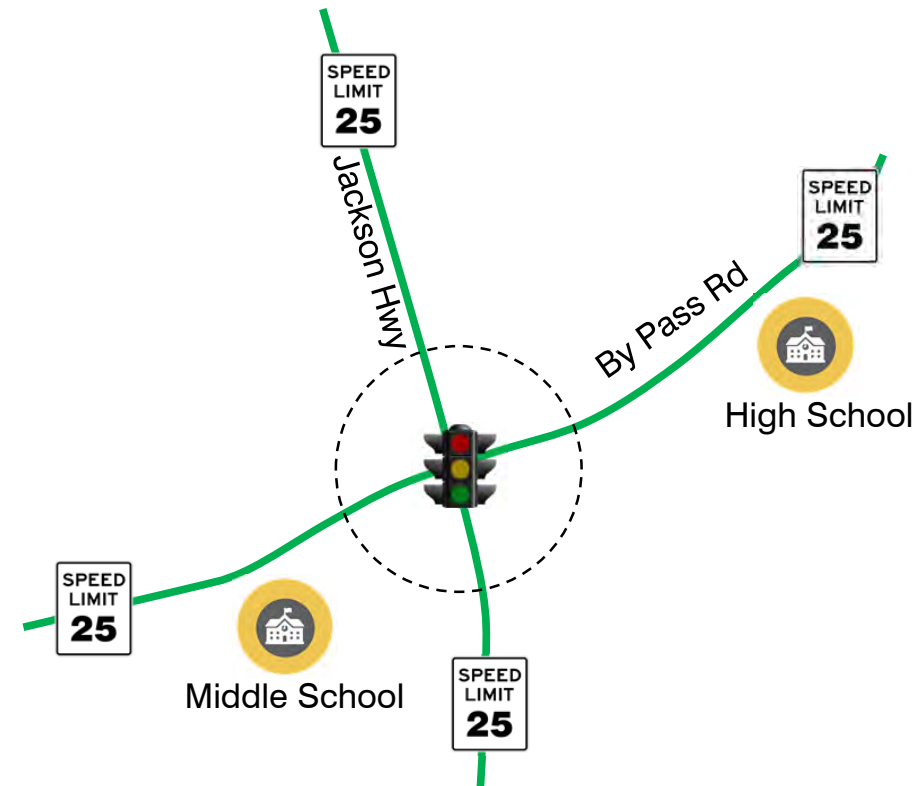 SPEED
LIMIT
25
Jackson Hwy
SPEED
LIMIT
25
By Pass Rd
High School
SPEED
LIMIT
25
Middle School
SPEED
LIMIT
25